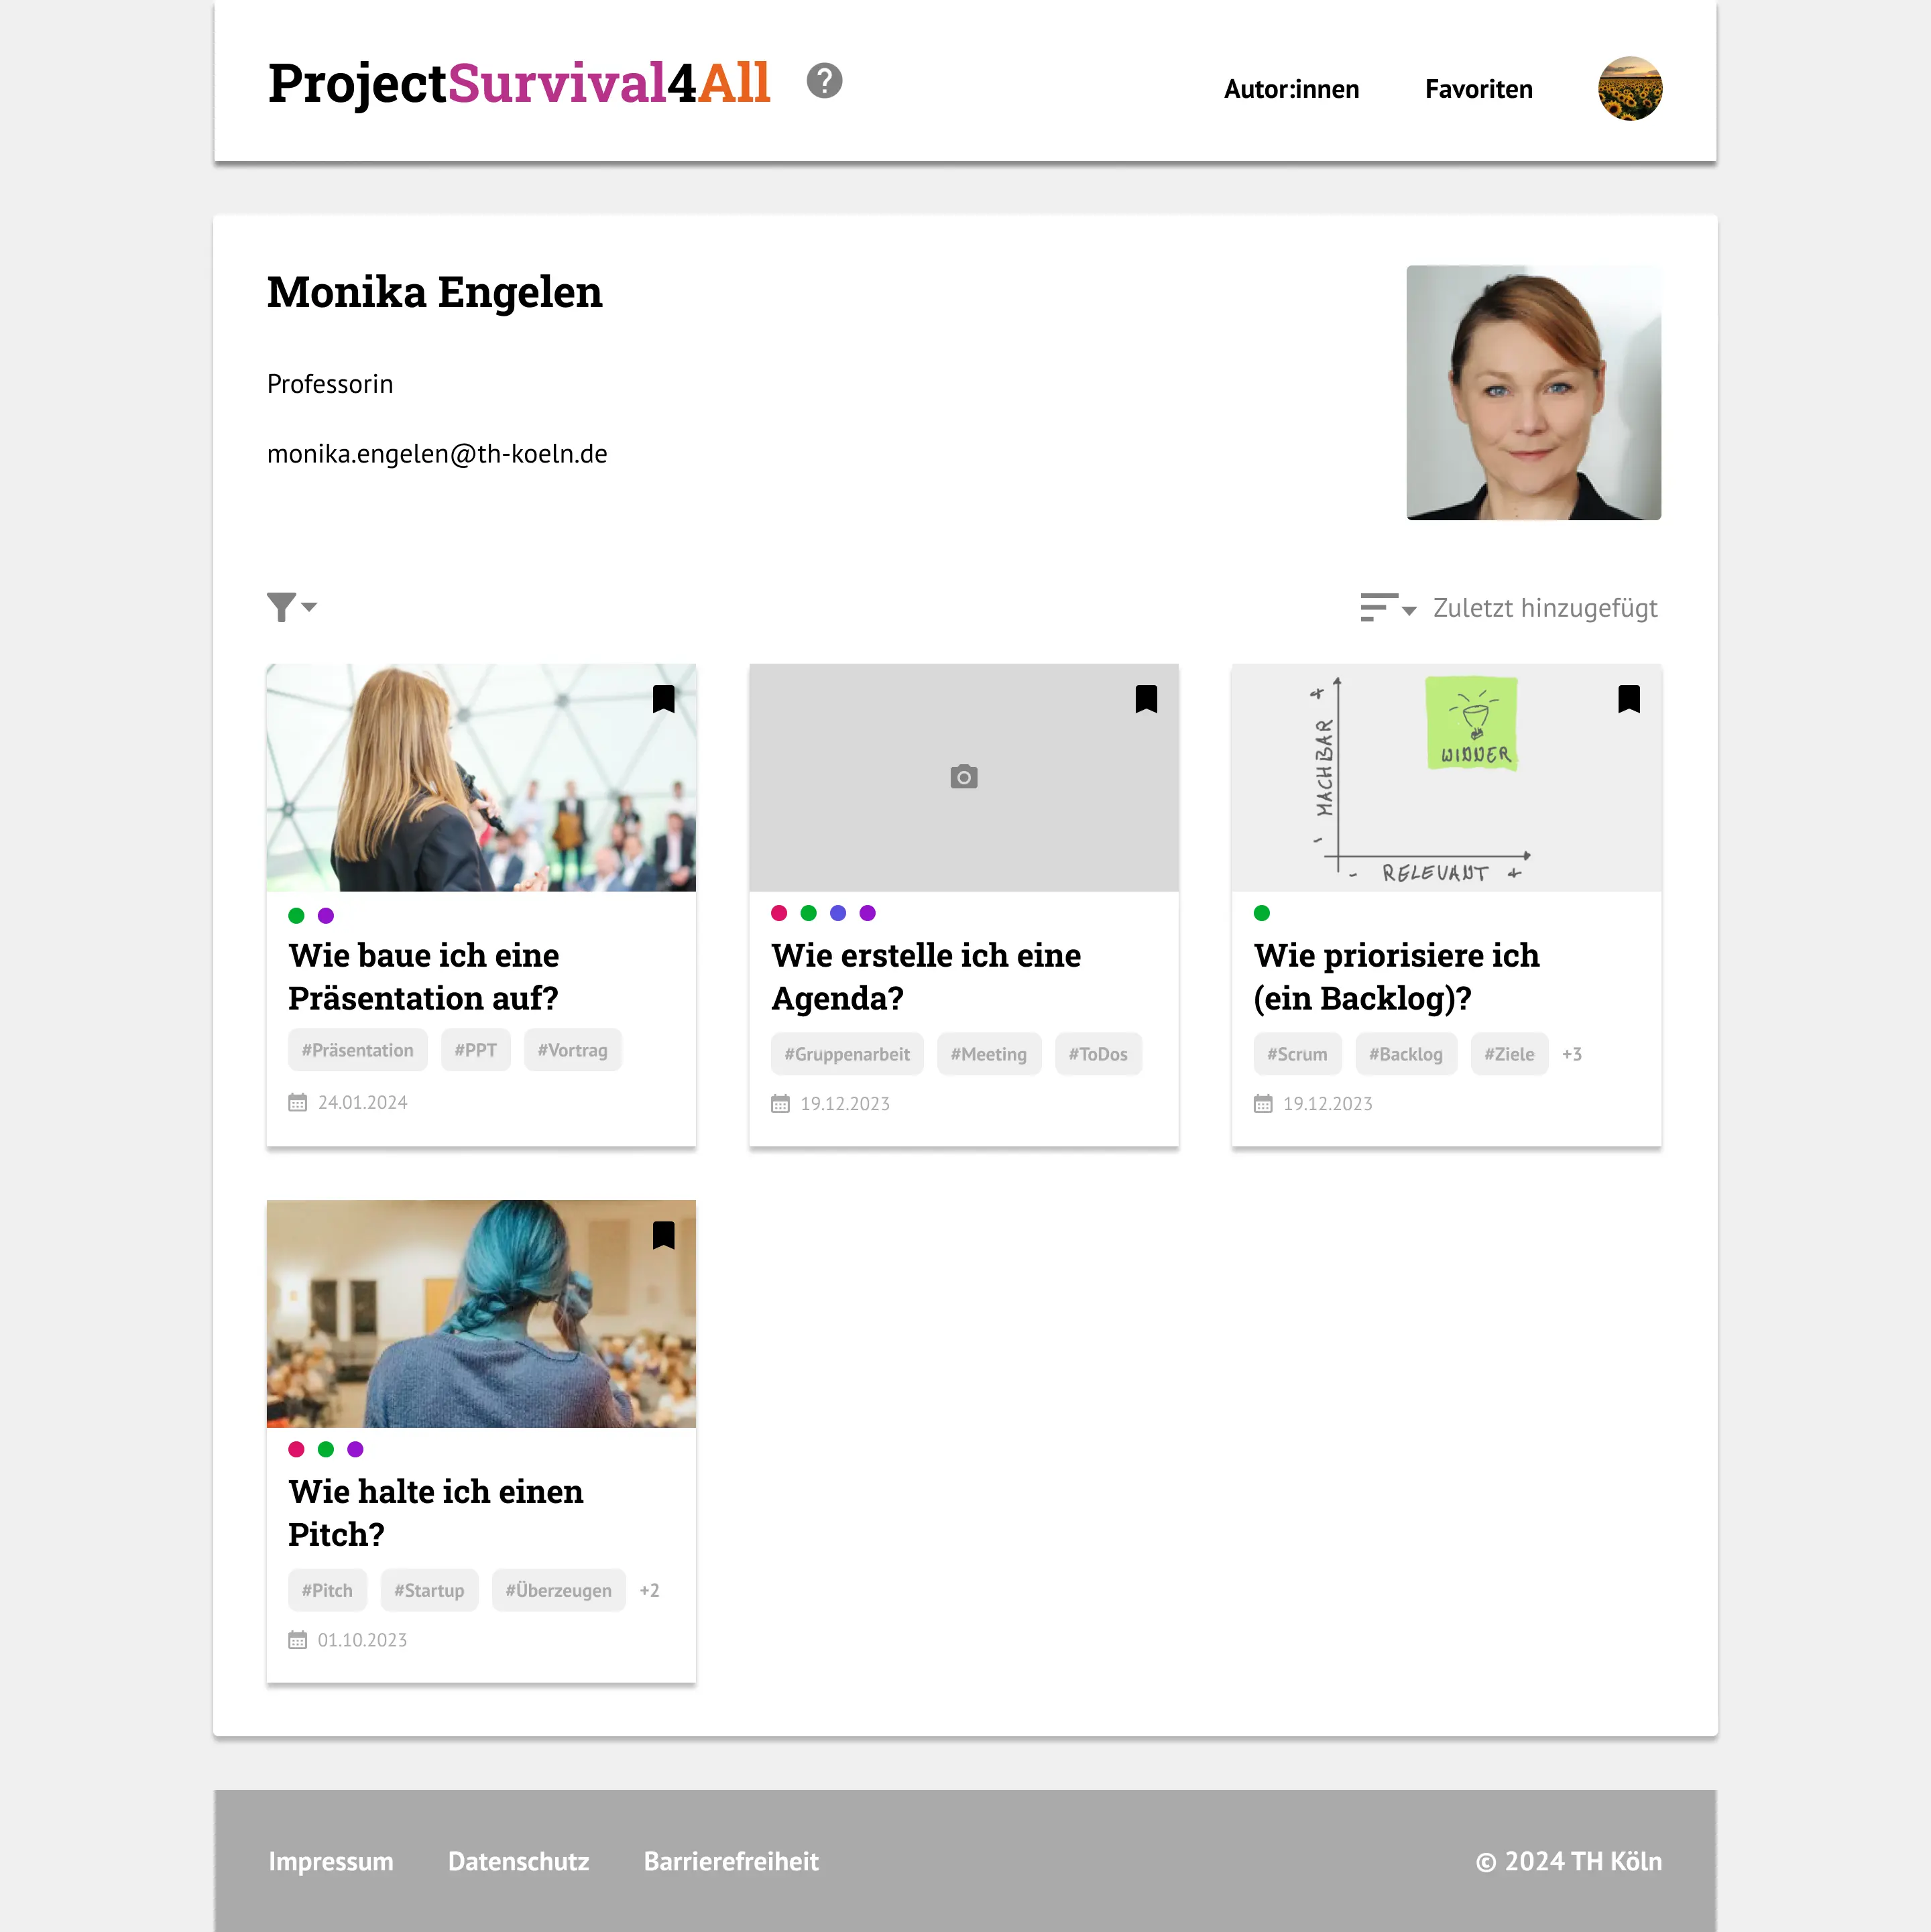 ProjectSurvival4All ?
Autor:innen Favoriten
Monika Engelen
Professorin
monika.engelen@th-koeln.de
Zuletzt hinzugefügt
Wie baue ich eine
Präsentation auf?
#Präsentation #PPT #Vortrag
24.01.2024
Wie erstelle ich eine
Agenda?
#Gruppenarbeit #Meeting #ToDos
19.12.2023
+ MACHBAR -
WINNER
- RELEVANT +
Wie priorisiere ich
(ein Backlog)?
#Scrum #Backlog #Ziele +3
19.12.2023
Wie halte ich einen
Pitch?
#Pitch #Startup #Überzeugen +2
01.10.2023
Impressum Datenschutz Barrierefreiheit
© 2024 TH Köln